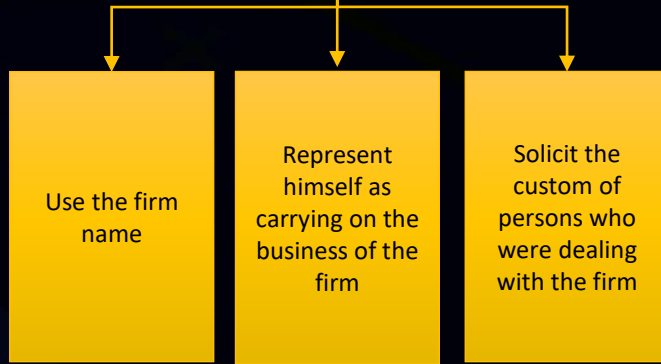 Use the firm
name
Represent
himself as
carrying on the
business of the
firm
Solicit the
custom of
persons who
were dealing
with the firm